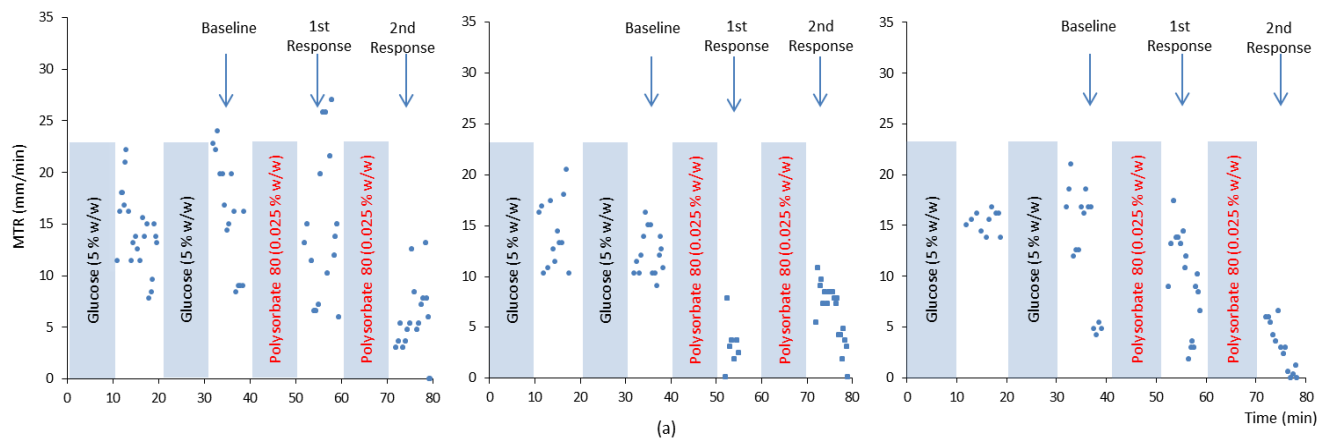 Baseline
1st
Response
2nd
Response
MTR (mm/min)
35
30
25
20
15
10
5
0
Glucose (5 % w/w)
Glucose (5 % w/w)
Polysorbate 80 (0.025 % w/w)
Polysorbate 80 (0.025 % w/w)
0 10 20 30 40 50 60 70 80
Baseline
1st
Response
2nd
Response
35
30
25
20
15
10
5
0
Glucose (5 % w/w)
Glucose (5 % w/w)
Polysorbate 80 (0.025 % w/w)
Polysorbate 80 (0.025 % w/w)
0 10 20 30 40 50 60 70 80
Baseline
1st
Response
2nd
Response
35
30
25
20
15
10
5
0
Glucose (5 % w/w)
Glucose (5 % w/w)
Polysorbate 80 (0.025 % w/w)
Polysorbate 80 (0.025 % w/w)
0 10 20 30 40 50 60 70 80
Time (min)
(a)